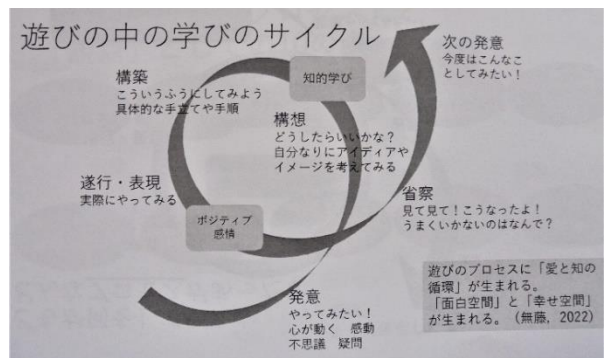 遊びの中の学びのサイクル
次の発意
今度はこんなこ
としてみたい！
構築
こういうふうにしてみよう
具体的な手立てや手順
知的学び
構想
どうしたらいいかな？
自分なりにアイディアや
イメージを考えてみる
遂行・表現
実際にやってみる
ポジティブ
感情
省察
見て見て！こうなったよ！
うまくいかないのはなんで？
発意
やってみたい！
心が動く 感動
不思議 疑問
遊びのプロセスに「愛と知の
循環」が生まれる。
「面白空間」と「幸せ空間」
が生まれる。（無藤，2022）